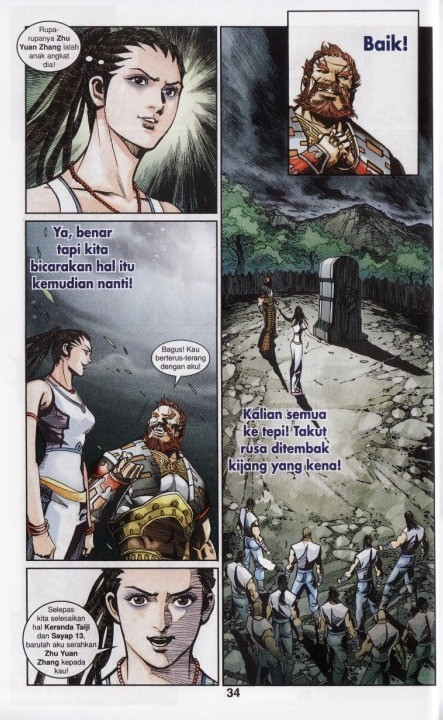 Rupa-
rupanya Zhu
Yuan Zhang ialah
anak angkat
dia!
Ya, benar
tapi kita
bicarakan hal itu
kemudian nanti!
Bagus! Kau
berterus-terang
dengan aku!
Selepas
kita selesaikan
hal Keranda Taiji
dan Sayap 13,
barulah aku serahkan
Zhu Yuan
Zhang kepada
kau!
Baik!
Kalian semua
ke tepi! Takut
rusa ditembak
kijang yang kena!
34